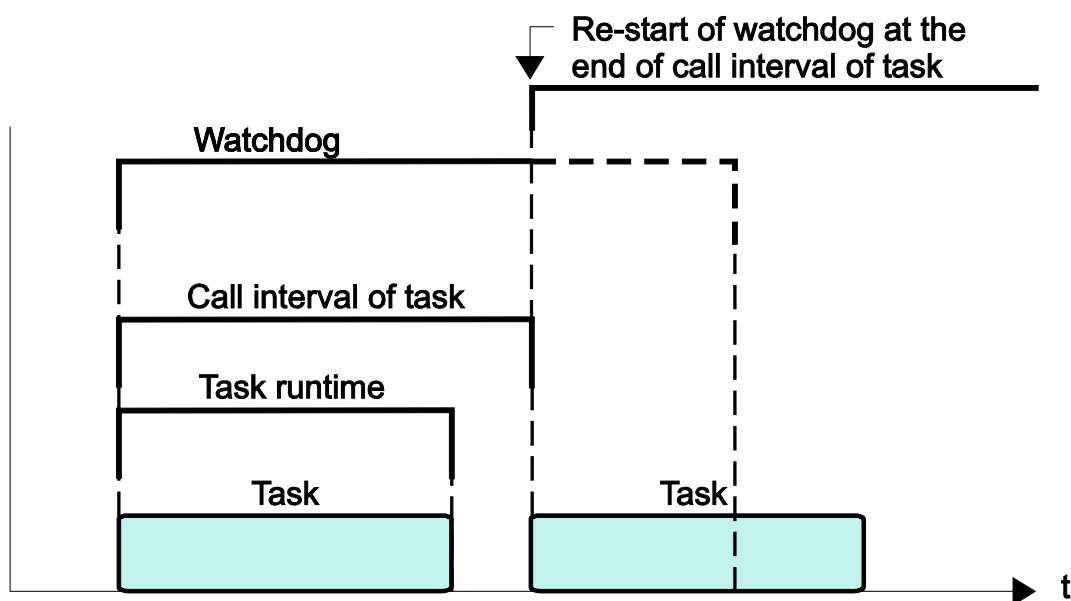 Re-start of watchdog at the
end of call interval of task
Watchdog
Call interval of task
Task runtime
Task
Task
t